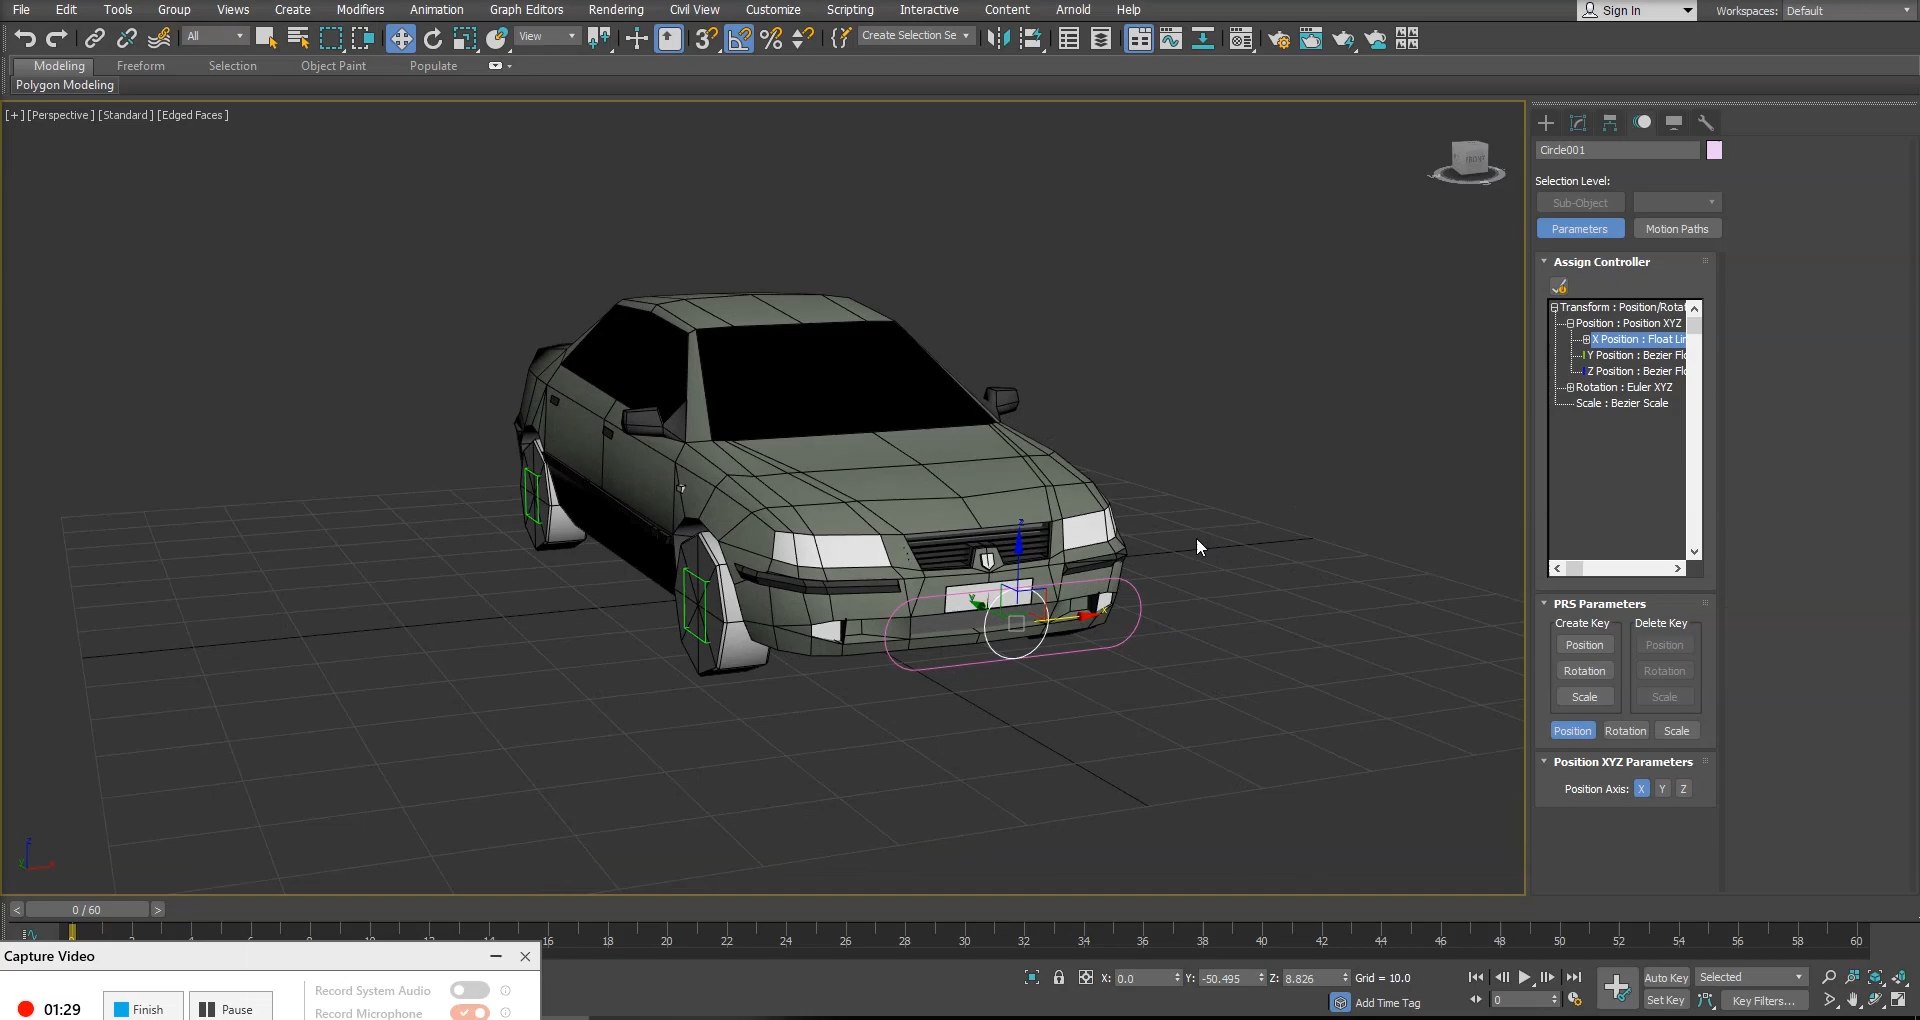 File Edit Tools Group Views Create Modifiers Animation Graph Editors Rendering Civil View Customize Scripting Interactive Content Arnold Help
Sign In Workspaces: Default
All View Create Selection Se
Modeling Freeform Selection Object Paint Populate
Polygon Modeling
[+] [Perspective] [Standard] [Edged Faces]
FRONT
Circle001
Selection Level:
Sub-Object
Parameters Motion Paths
Assign Controller
Transform : Position/Rotat
Position : Position XYZ
X Position : Float Lin
Y Position : Bezier Flo
Z Position : Bezier Flo
Rotation : Euler XYZ
Scale : Bezier Scale
PRS Parameters
Create Key Delete Key
Position Position
Rotation Rotation
Scale Scale
Position Rotation Scale
Position XYZ Parameters
Position Axis: X Y Z
z
y x
z
y x
< 0 / 60 >
16 18 20 22 24 26 28 30 32 34 36 38 40 42 44 46 48 50 52 54 56 58 60
Capture Video
X: 0.0 Y: -50.495 Z: 8.826 Grid = 10.0
Auto Key Selected
Add Time Tag
0
Set Key Key Filters...
Record System Audio
01:29 Finish Pause
Record Microphone